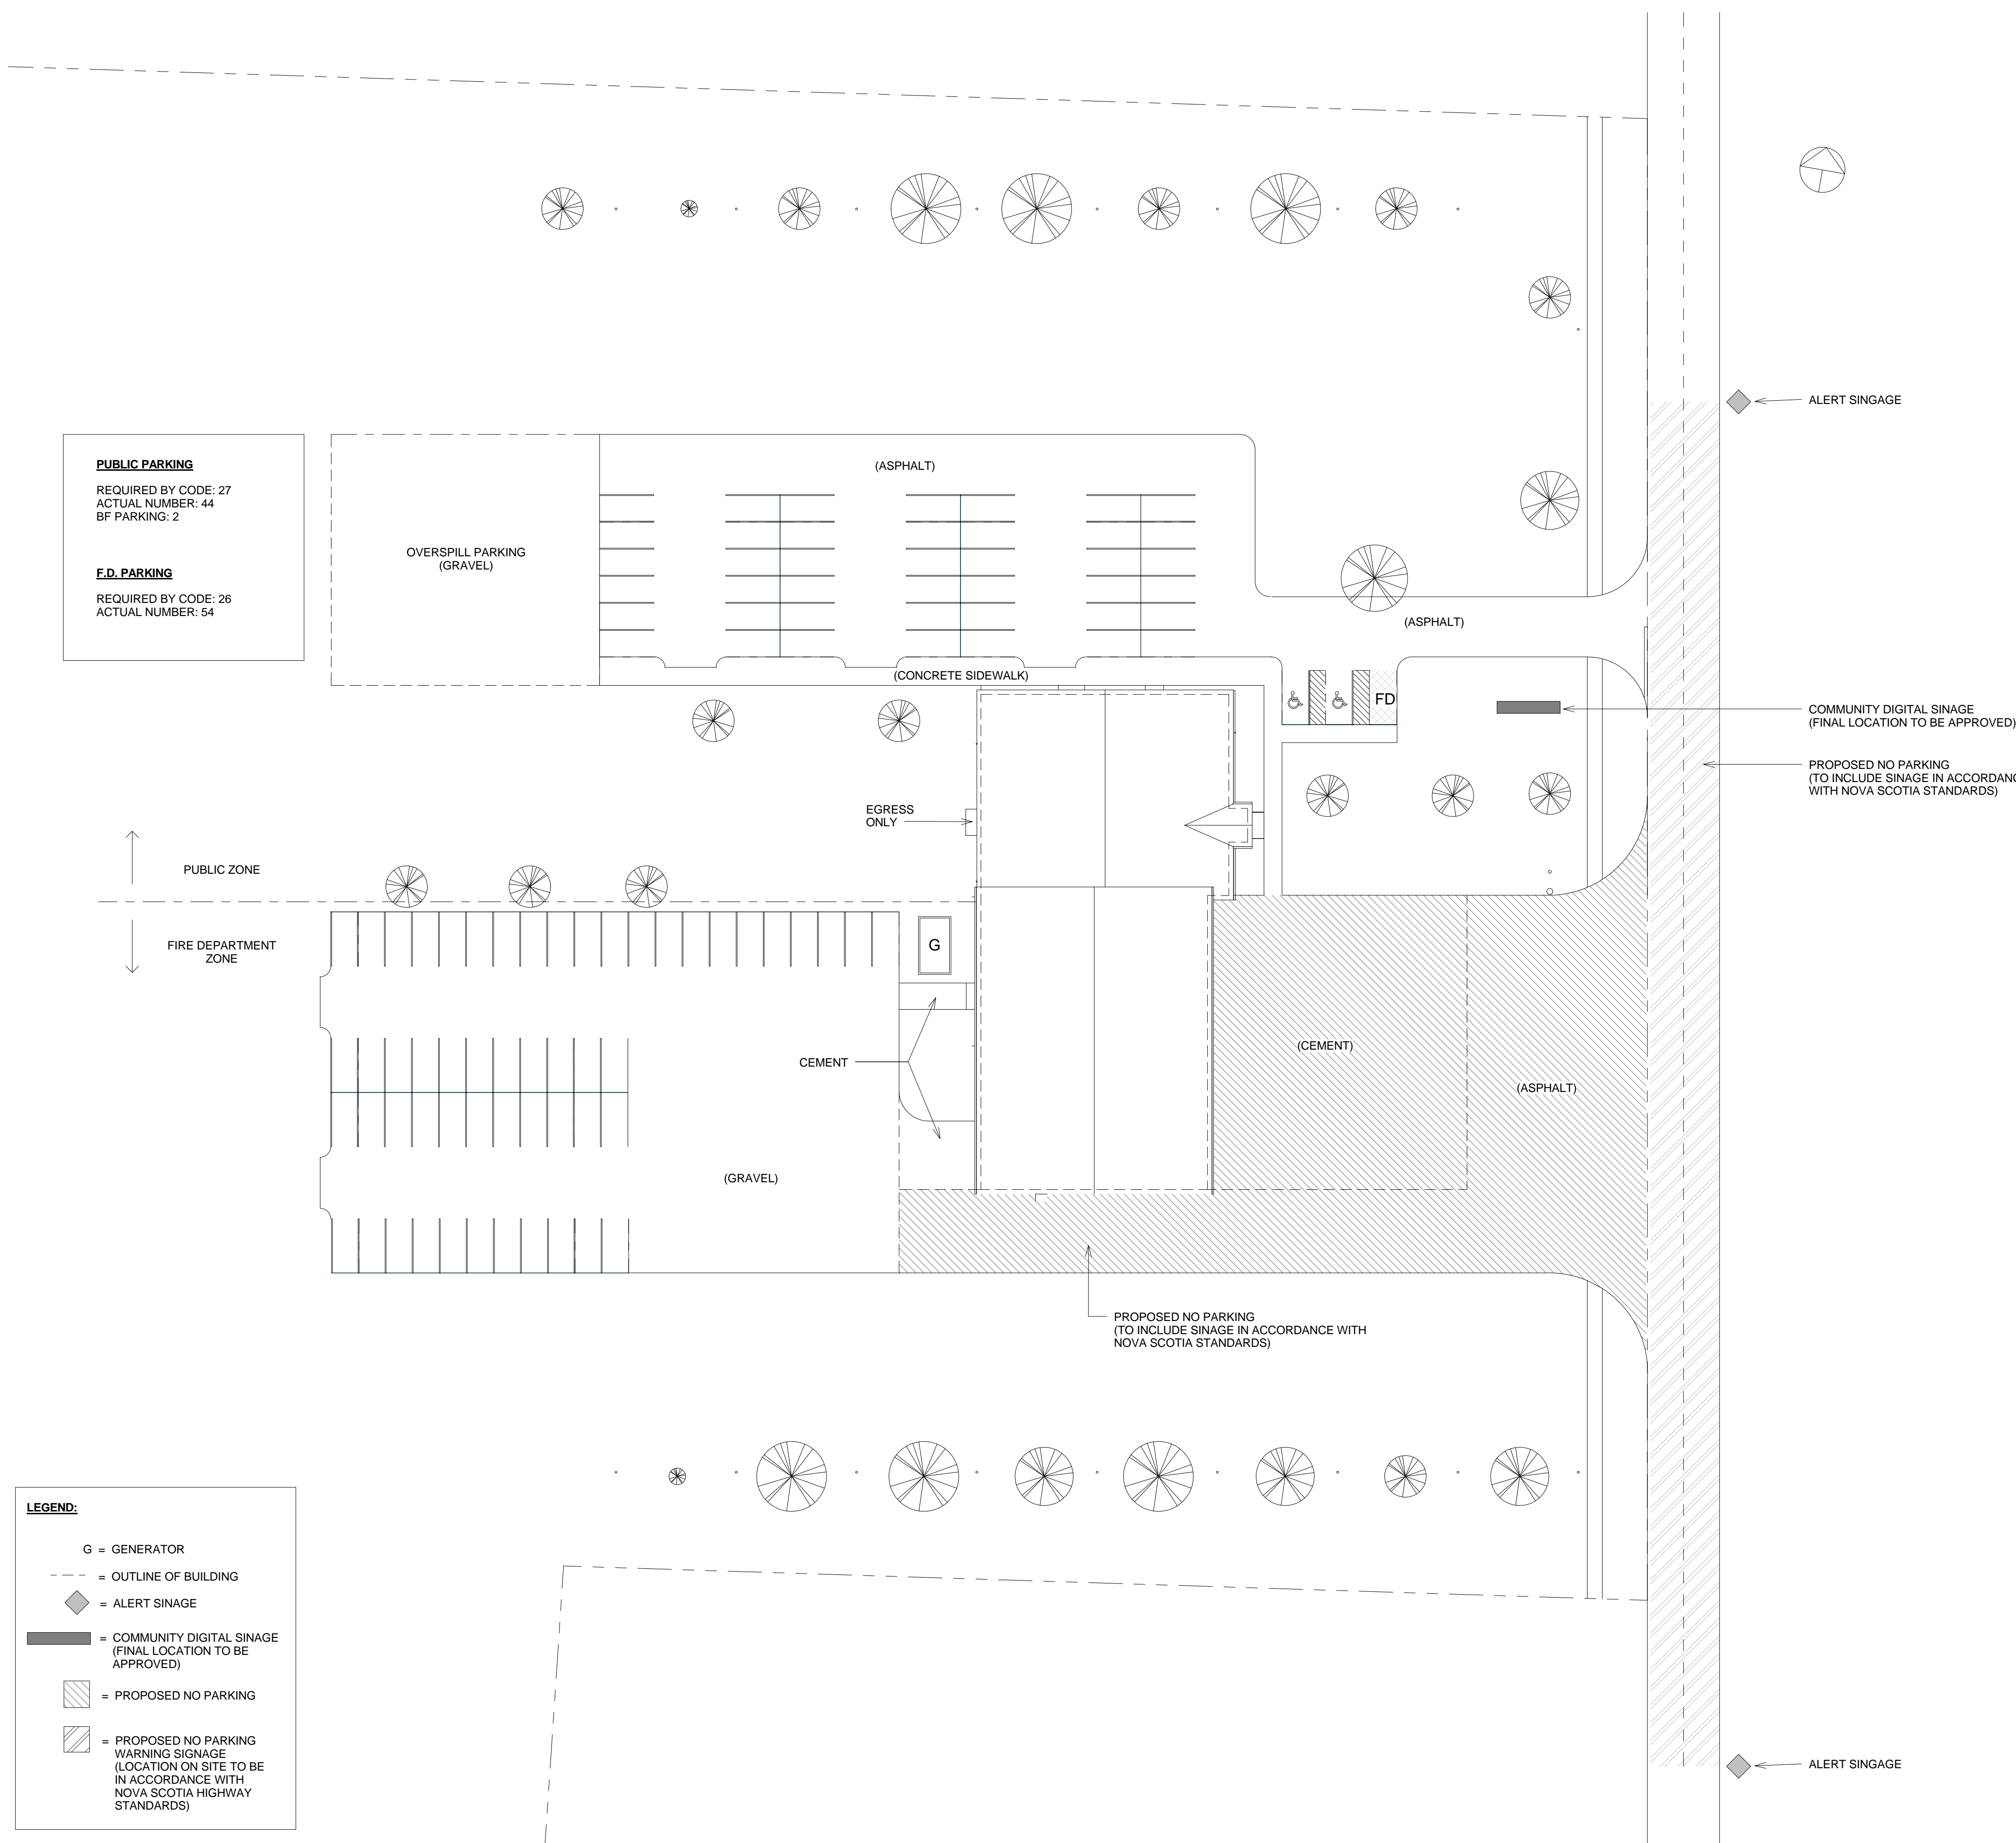 ALERT SINGAGE
PUBLIC PARKING
REQUIRED BY CODE: 27
ACTUAL NUMBER: 44
BF PARKING: 2
F.D. PARKING
REQUIRED BY CODE: 26
ACTUAL NUMBER: 54
OVERSPILL PARKING
(GRAVEL)
(ASPHALT)
(ASPHALT)
(CONCRETE SIDEWALK)
FD
COMMUNITY DIGITAL SINAGE
(FINAL LOCATION TO BE APPROVED)
PROPOSED NO PARKING
(TO INCLUDE SINAGE IN ACCORDANC
WITH NOVA SCOTIA STANDARDS)
EGRESS
ONLY
PUBLIC ZONE
FIRE DEPARTMENT
ZONE
G
CEMENT
(CEMENT)
(ASPHALT)
(GRAVEL)
PROPOSED NO PARKING
(TO INCLUDE SINAGE IN ACCORDANCE WITH
NOVA SCOTIA STANDARDS)
LEGEND:
G = GENERATOR
= OUTLINE OF BUILDING
= ALERT SINAGE
= COMMUNITY DIGITAL SINAGE
(FINAL LOCATION TO BE
APPROVED)
= PROPOSED NO PARKING
= PROPOSED NO PARKING
WARNING SIGNAGE
(LOCATION ON SITE TO BE
IN ACCORDANCE WITH
NOVA SCOTIA HIGHWAY
STANDARDS)
ALERT SINGAGE